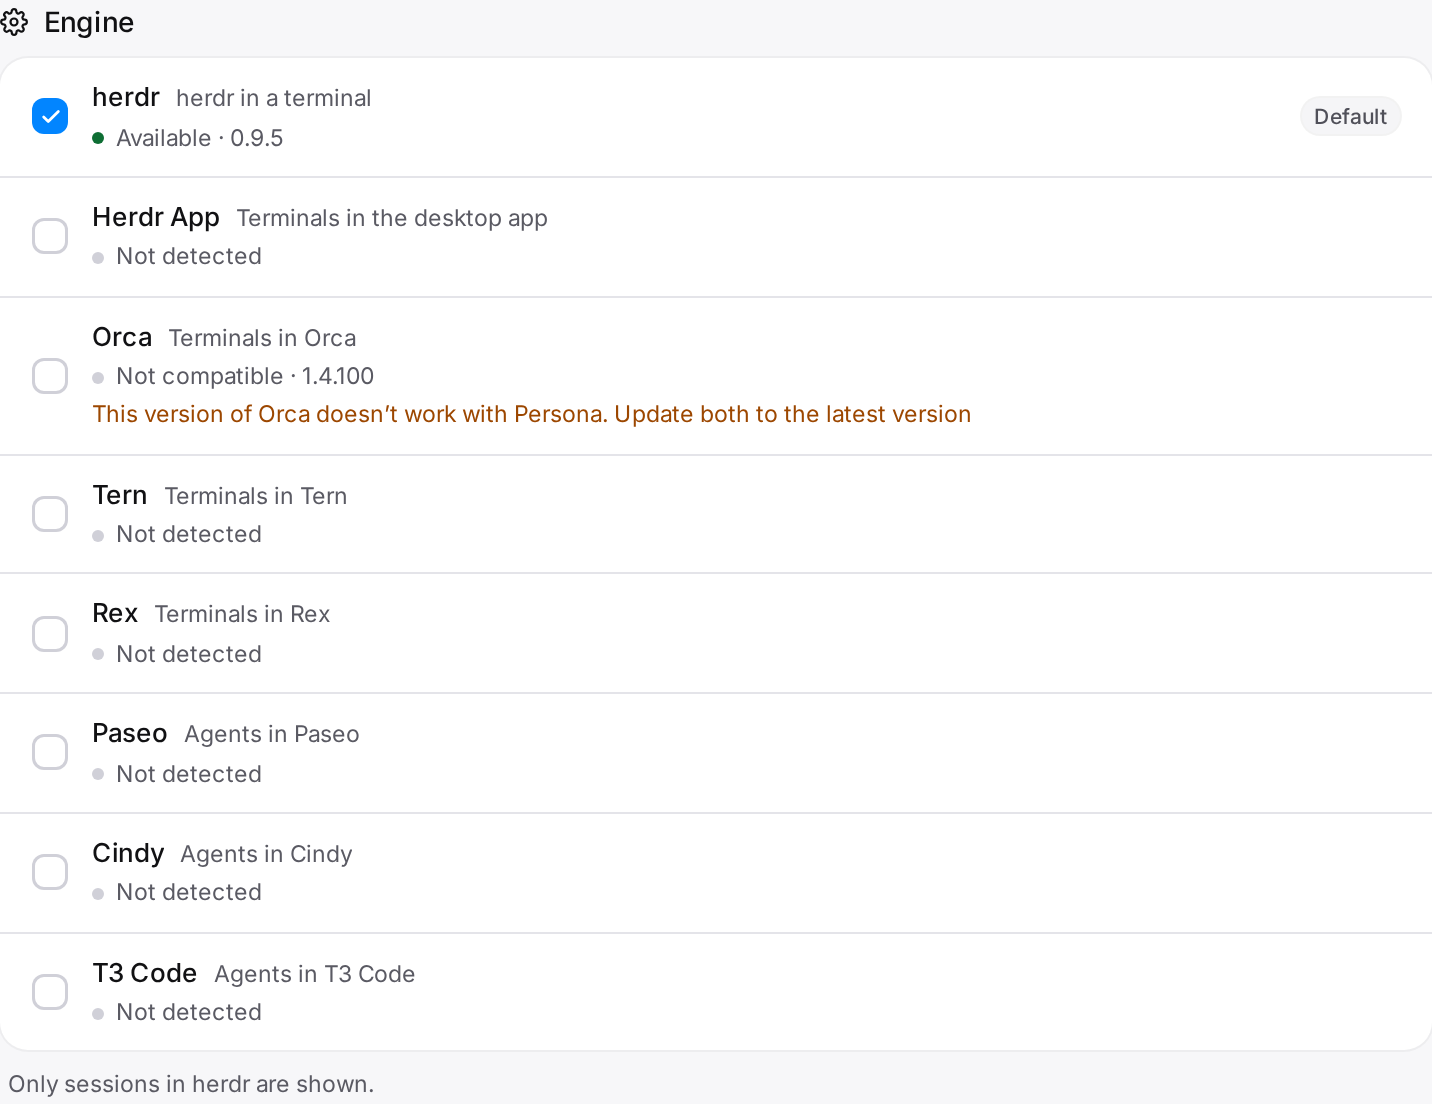 Engine
herdr herdr in a terminal
Available · 0.9.5
Default
Herdr App Terminals in the desktop app
Not detected
Orca Terminals in Orca
Not compatible · 1.4.100
This version of Orca doesn’t work with Persona. Update both to the latest version
Tern Terminals in Tern
Not detected
Rex Terminals in Rex
Not detected
Paseo Agents in Paseo
Not detected
Cindy Agents in Cindy
Not detected
T3 Code Agents in T3 Code
Not detected
Only sessions in herdr are shown.